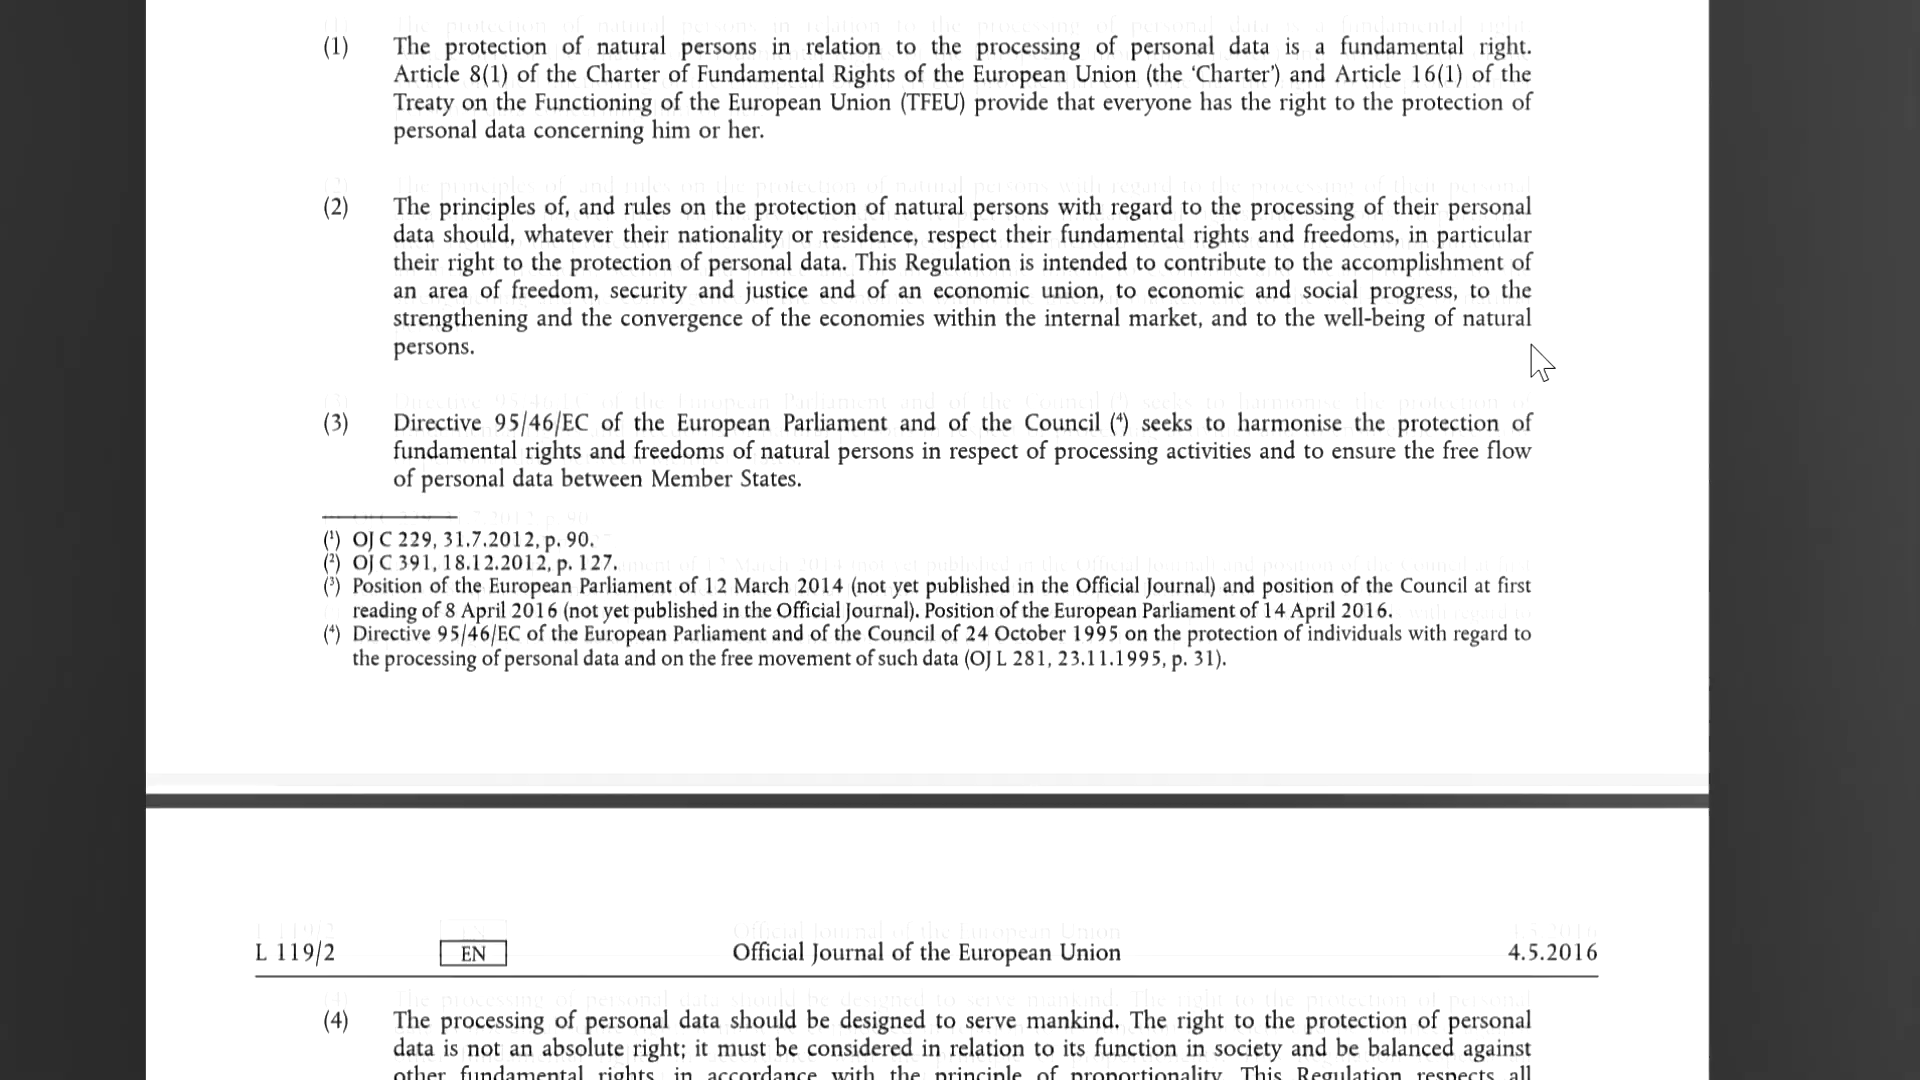 (1) The protection of natural persons in relation to the processing of personal data is a fundamental right.
Article 8(1) of the Charter of Fundamental Rights of the European Union (the ‘Charter’) and Article 16(1) of the
Treaty on the Functioning of the European Union (TFEU) provide that everyone has the right to the protection of
personal data concerning him or her.
(2) The principles of, and rules on the protection of natural persons with regard to the processing of their personal
data should, whatever their nationality or residence, respect their fundamental rights and freedoms, in particular
their right to the protection of personal data. This Regulation is intended to contribute to the accomplishment of
an area of freedom, security and justice and of an economic union, to economic and social progress, to the
strengthening and the convergence of the economies within the internal market, and to the well-being of natural
persons.
(3) Directive 95/46/EC of the European Parliament and of the Council (⁴) seeks to harmonise the protection of
fundamental rights and freedoms of natural persons in respect of processing activities and to ensure the free flow
of personal data between Member States.
(¹) OJ C 229, 31.7.2012, p. 90.
(²) OJ C 391, 18.12.2012, p. 127.
(³) Position of the European Parliament of 12 March 2014 (not yet published in the Official Journal) and position of the Council at first
reading of 8 April 2016 (not yet published in the Official Journal). Position of the European Parliament of 14 April 2016.
(⁴) Directive 95/46/EC of the European Parliament and of the Council of 24 October 1995 on the protection of individuals with regard to
the processing of personal data and on the free movement of such data (OJ L 281, 23.11.1995, p. 31).
L 119/2 EN Official Journal of the European Union 4.5.2016
(4) The processing of personal data should be designed to serve mankind. The right to the protection of personal
data is not an absolute right; it must be considered in relation to its function in society and be balanced against
other fundamental rights, in accordance with the principle of proportionality. This Regulation respects all